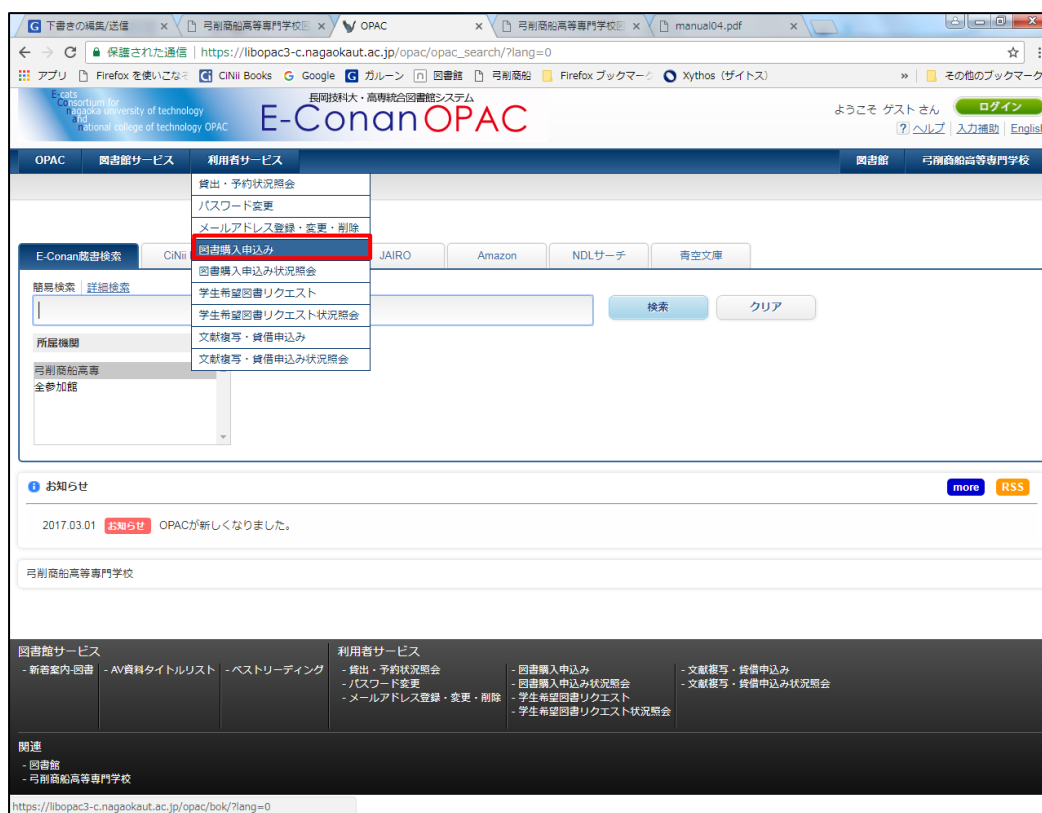 下書きの編集/送信
弓削商船高等専門学校図
OPAC
弓削商船高等専門学校図
manual04.pdf
保護された通信 | https://libopac3-c.nagaokaut.ac.jp/opac/opac_search/?lang=0
アプリ Firefox を使いこなそ CiNii Books Google ガルーン 図書館 弓削商船 Firefox ブックマーク Xythos (ザイトス) » その他のブックマーク
E-cats
Consortium for
nagaoka university of technology
and
national college of technology OPAC
長岡技科大・高専統合図書館システム
E-Conan OPAC
ようこそ ゲスト さん ログイン
? ヘルプ | 入力補助 | English
OPAC 図書館サービス 利用者サービス 図書館 弓削商船高等専門学校
貸出・予約状況照会
パスワード変更
メールアドレス登録・変更・削除
図書購入申込み
図書購入申込み状況照会
学生希望図書リクエスト
学生希望図書リクエスト状況照会
文献複写・貸借申込み
文献複写・貸借申込み状況照会
E-Conan蔵書検索 CiNii JAIRO Amazon NDLサーチ 青空文庫
簡易検索 | 詳細検索
検索 クリア
所属機関
弓削商船高専
全参加館
お知らせ more RSS
2017.03.01 お知らせ OPACが新しくなりました。
弓削商船高等専門学校
図書館サービス
- 新着案内-図書 - AV資料タイトルリスト - ベストリーディング
利用者サービス
- 貸出・予約状況照会
- パスワード変更
- メールアドレス登録・変更・削除
- 図書購入申込み
- 図書購入申込み状況照会
- 学生希望図書リクエスト
- 学生希望図書リクエスト状況照会
- 文献複写・貸借申込み
- 文献複写・貸借申込み状況照会
関連
- 図書館
- 弓削商船高等専門学校
https://libopac3-c.nagaokaut.ac.jp/opac/bok/?lang=0